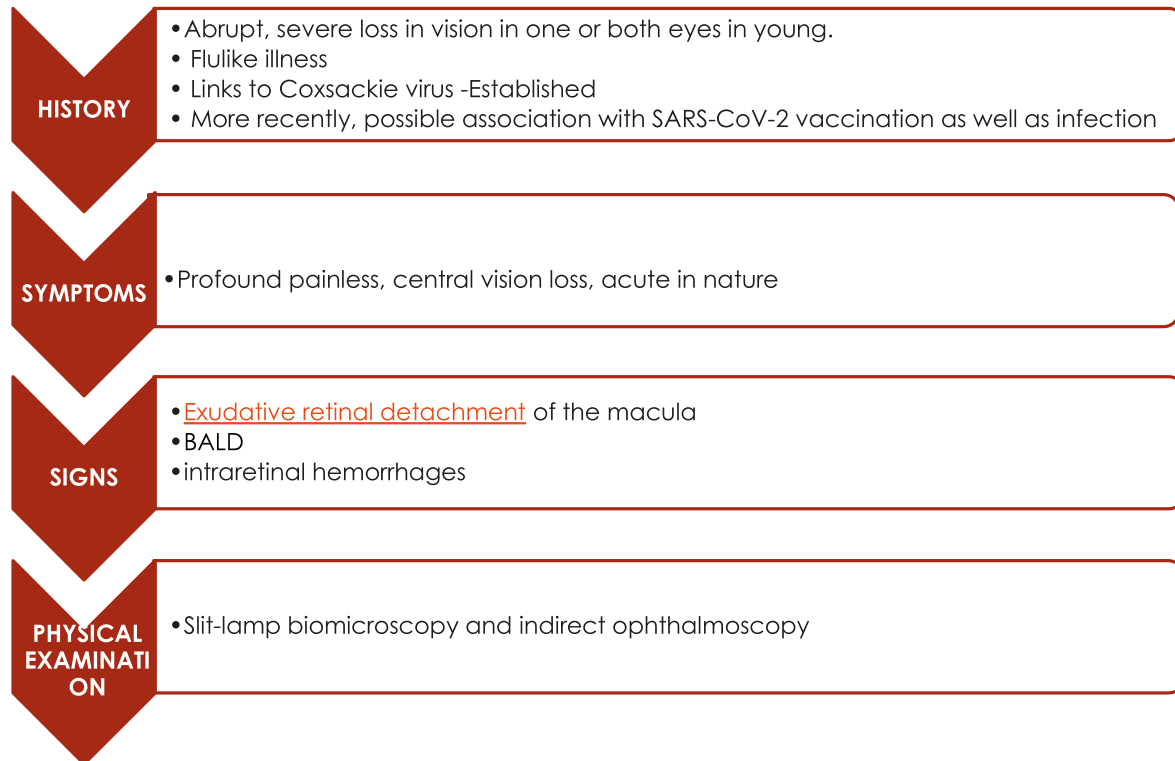 HISTORY
•Abrupt, severe loss in vision in one or both eyes in young.
• Flulike illness
• Links to Coxsackie virus -Established
• More recently, possible association with SARS-CoV-2 vaccination as well as infection
SYMPTOMS
•Profound painless, central vision loss, acute in nature
SIGNS
•Exudative retinal detachment of the macula
•BALD
•intraretinal hemorrhages
PHYSICAL
EXAMINATI
ON
•Slit-lamp biomicroscopy and indirect ophthalmoscopy